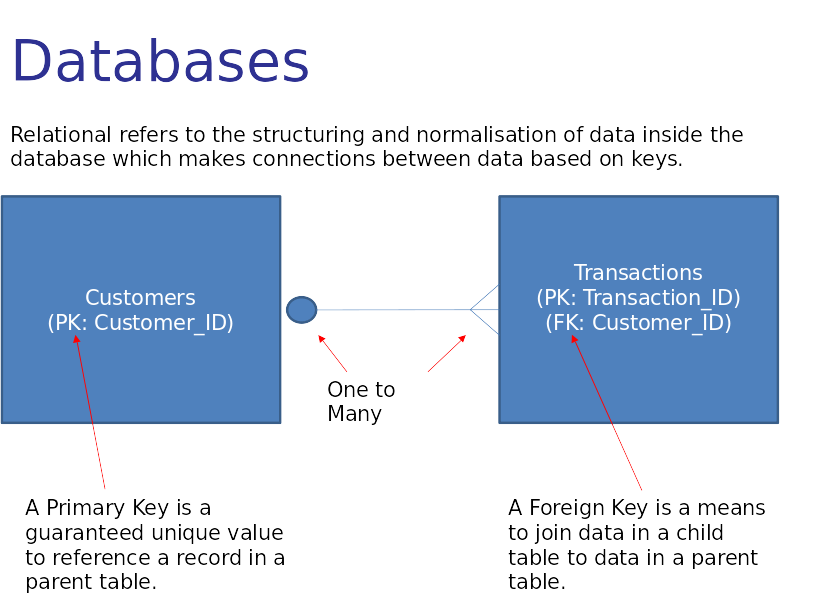 Databases
Relational refers to the structuring and normalisation of data inside the
database which makes connections between data based on keys.
Customers
(PK: Customer_ID)
Transactions
(PK: Transaction_ID)
(FK: Customer_ID)
One to
Many
A Primary Key is a
guaranteed unique value
to reference a record in a
parent table.
A Foreign Key is a means
to join data in a child
table to data in a parent
table.